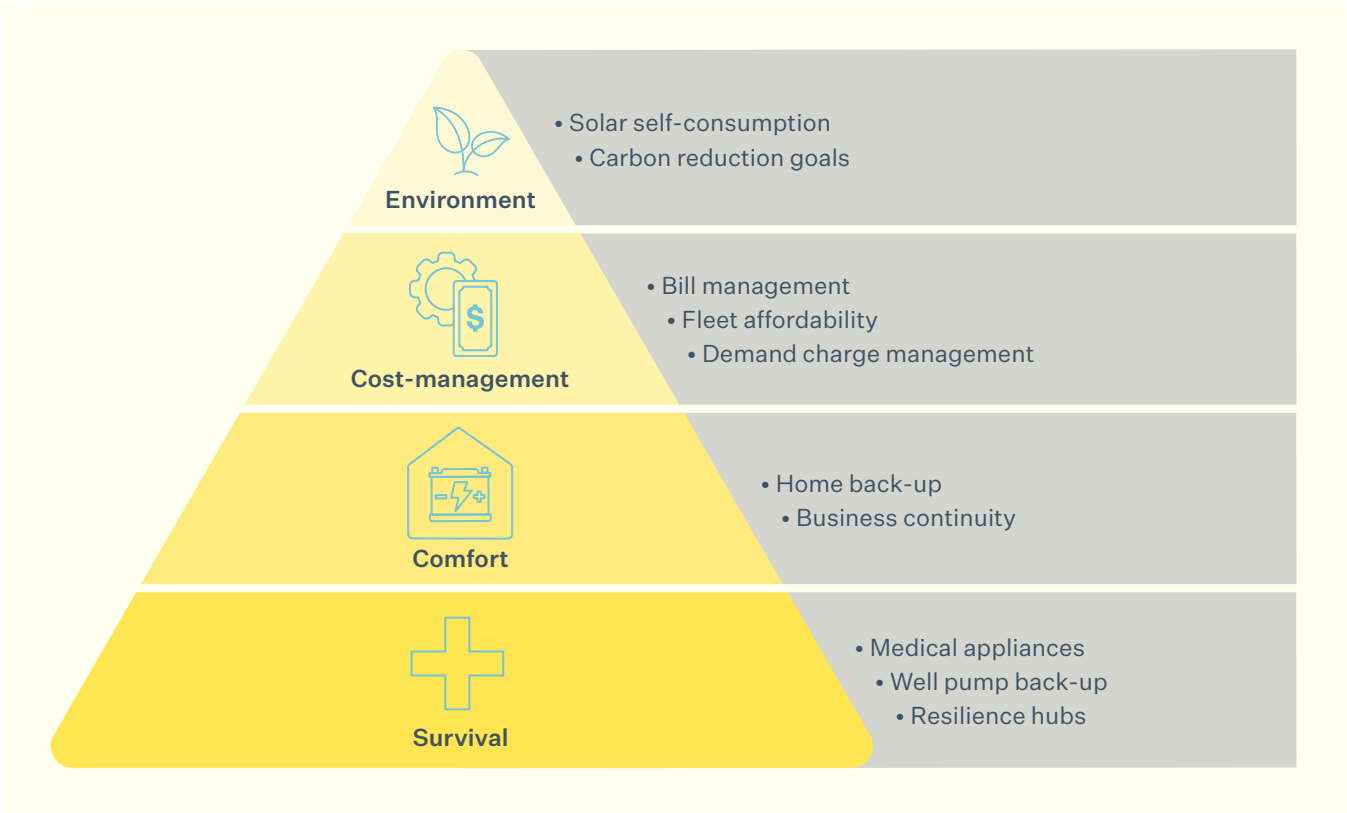 • Solar self-consumption
• Carbon reduction goals
Environment
• Bill management
• Fleet affordability
• Demand charge management
$
Cost-management
• Home back-up
• Business continuity
Comfort
• Medical appliances
• Well pump back-up
• Resilience hubs
Survival